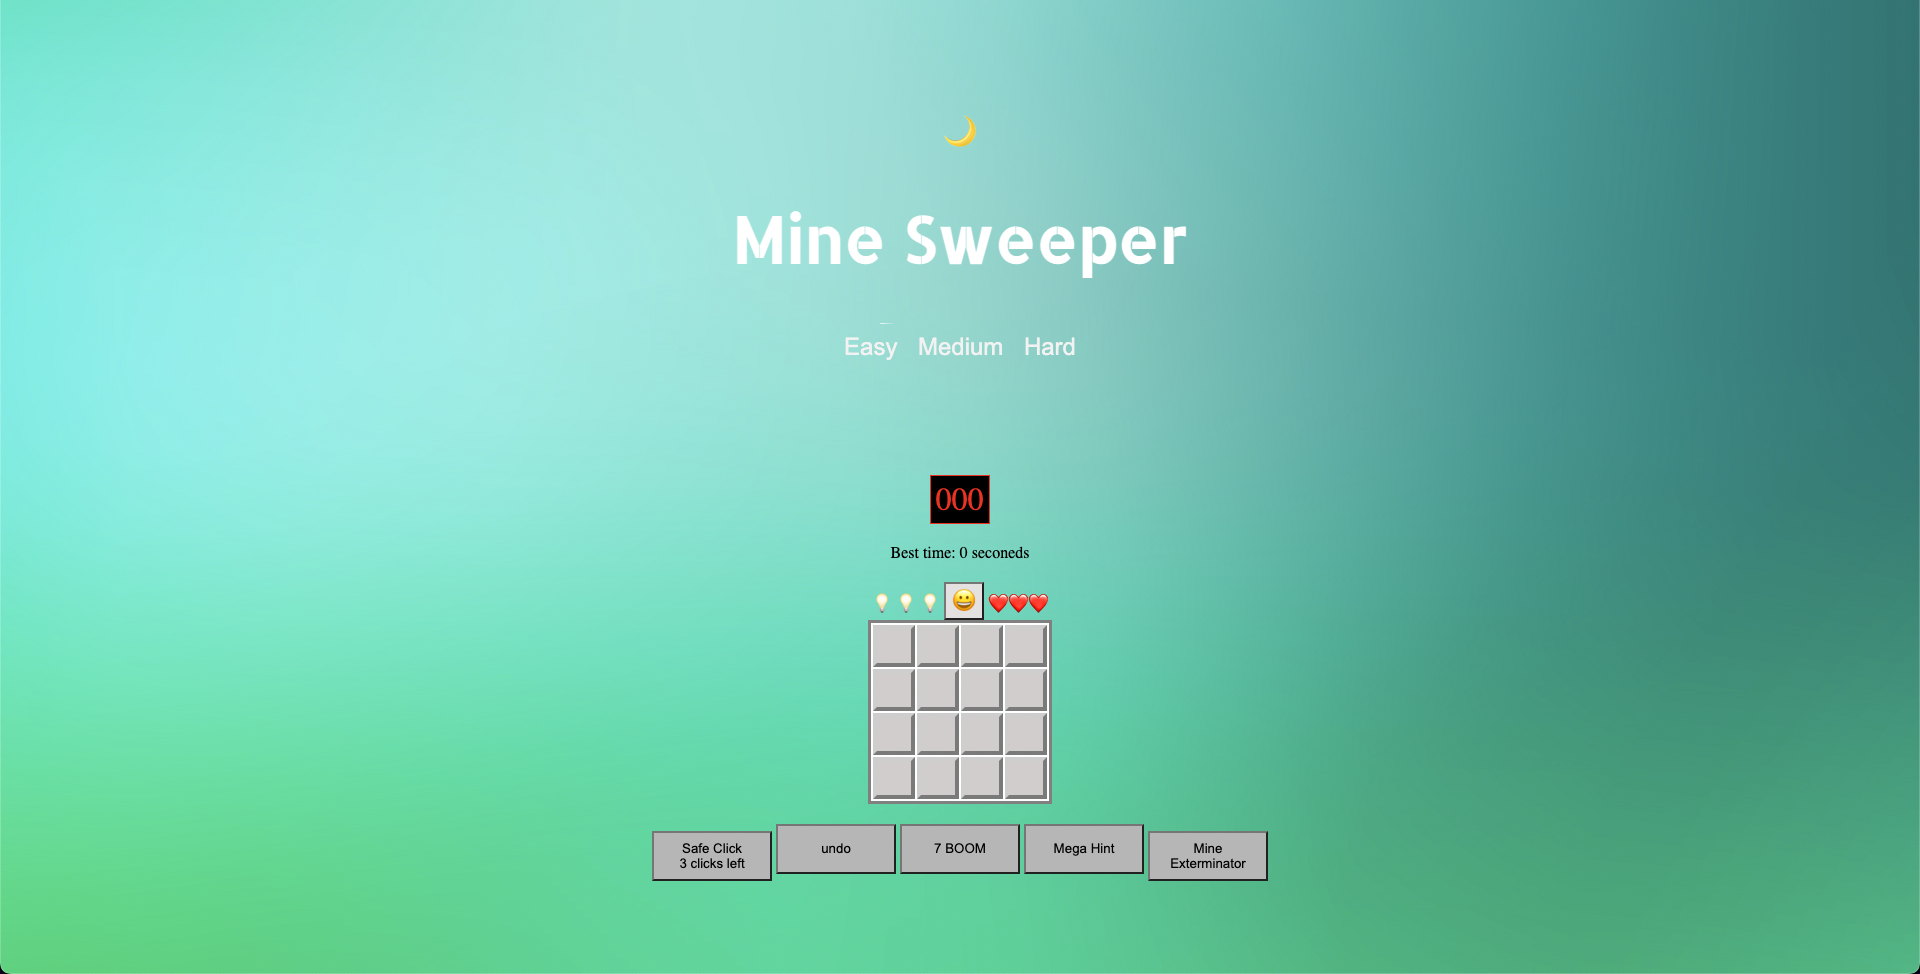 Mine Sweeper
Easy Medium Hard
000
Best time: 0 seconeds
Safe Click
3 clicks left
undo
7 BOOM
Mega Hint
Mine
Exterminator